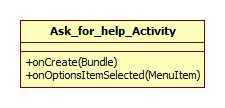 Ask_for_help_Activity
+onCreate(Bundle)
+onOptionsItemSelected(MenuItem)